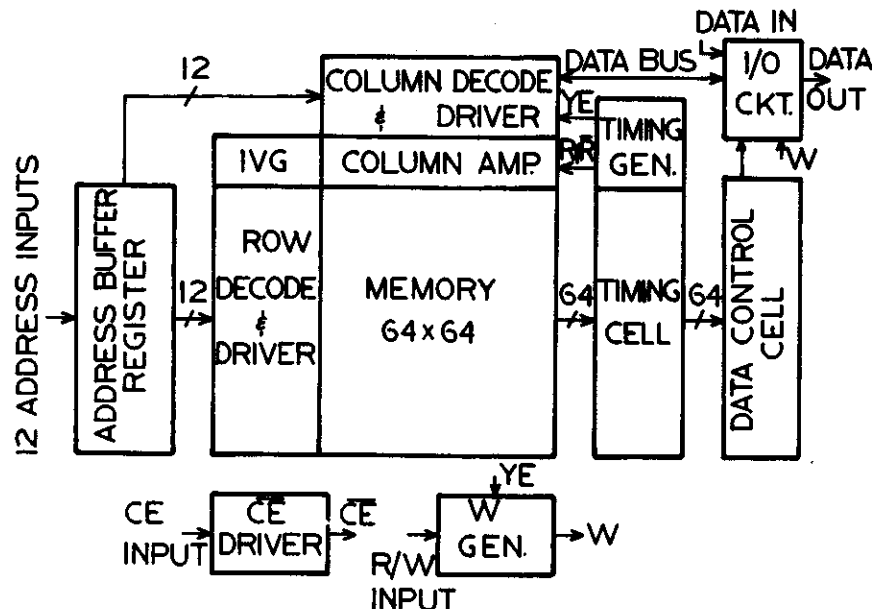 DATA IN
12
COLUMN DECODE
& DRIVER
DATA BUS
I/O
CKT.
DATA
OUT
YE
TIMING
GEN.
IVG
COLUMN AMP.
RR
W
12 ADDRESS INPUTS
ADDRESS BUFFER
REGISTER
12
ROW
DECODE
&
DRIVER
MEMORY
64 x 64
64
TIMING
CELL
64
DATA CONTROL
CELL
CE
INPUT
C̅E̅
DRIVER
C̅E̅
YE
W
GEN.
W
R/W
INPUT